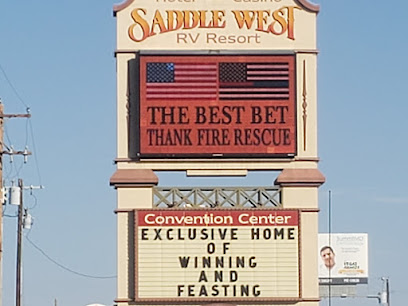 Hotel Casino
SADDLE WEST
RV Resort
THE BEST BET
THANK FIRE RESCUE
Convention Center
EXCLUSIVE HOME
OF
WINNING
AND
FEASTING